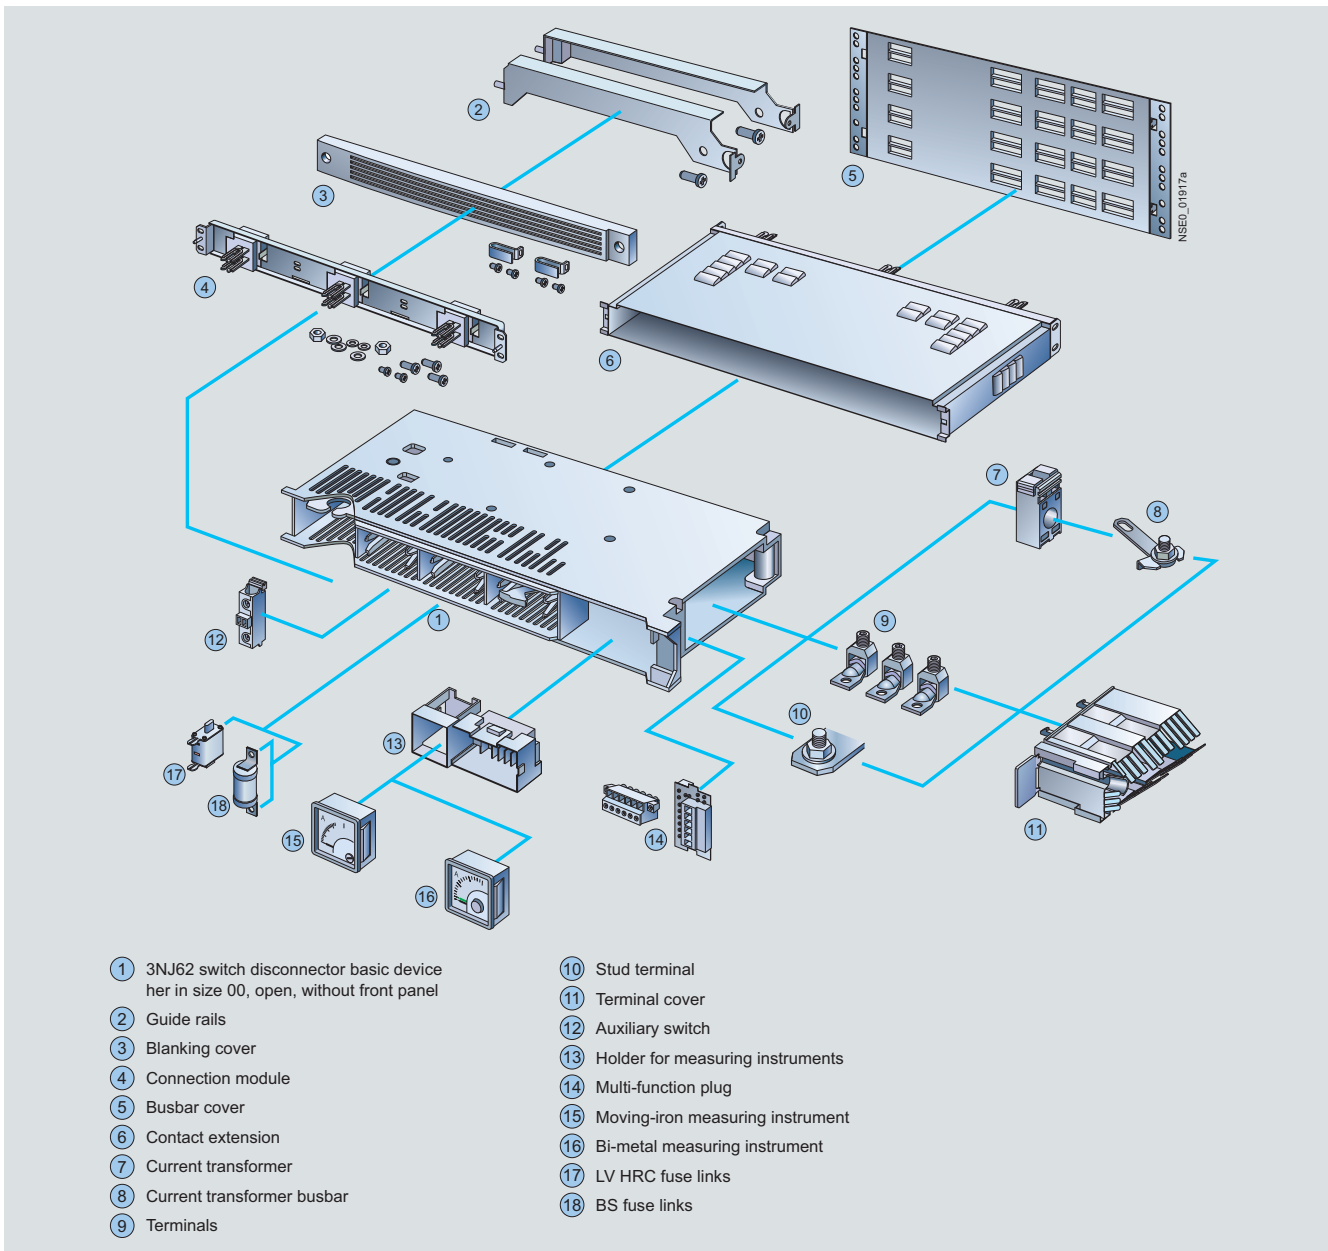 2
5
3
NSE0_01917a
4
6
7
8
1
9
12
10
13
17
18
11
15
14
16
A I
A I
1 3NJ62 switch disconnector basic device
her in size 00, open, without front panel
2 Guide rails
3 Blanking cover
4 Connection module
5 Busbar cover
6 Contact extension
7 Current transformer
8 Current transformer busbar
9 Terminals
10 Stud terminal
11 Terminal cover
12 Auxiliary switch
13 Holder for measuring instruments
14 Multi-function plug
15 Moving-iron measuring instrument
16 Bi-metal measuring instrument
17 LV HRC fuse links
18 BS fuse links